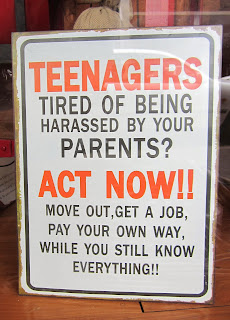 TEENAGERS
TIRED OF BEING
HARASSED BY YOUR
PARENTS?
ACT NOW!!
MOVE OUT,GET A JOB,
PAY YOUR OWN WAY,
WHILE YOU STILL KNOW
EVERYTHING!!